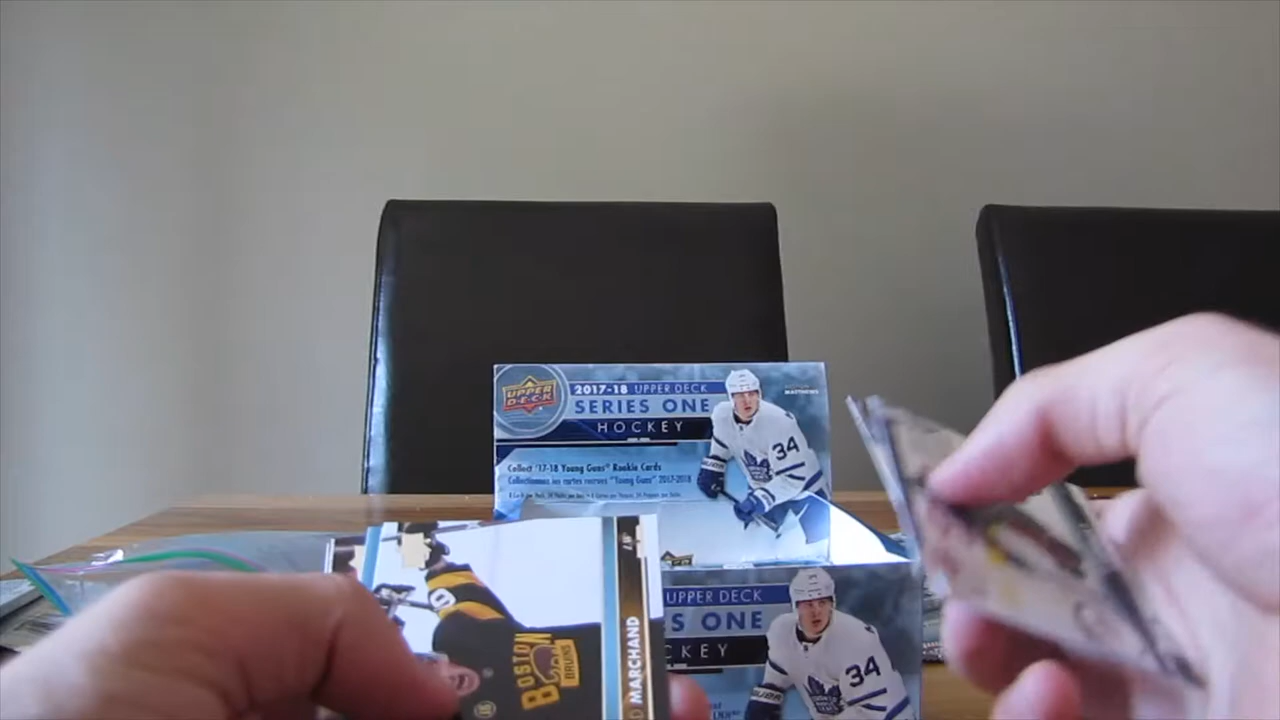 UPPER
DECK
2017-18 UPPER DECK
SERIES ONE
HOCKEY
MATTHEWS
34
Collect '17-18 Young Guns® Rookie Cards
Collectionnez les cartes recrues "Young Guns" 2017-2018
UPPER DECK
S ONE
KEY
34
BOSTON
BRUINS
D MARCHAND